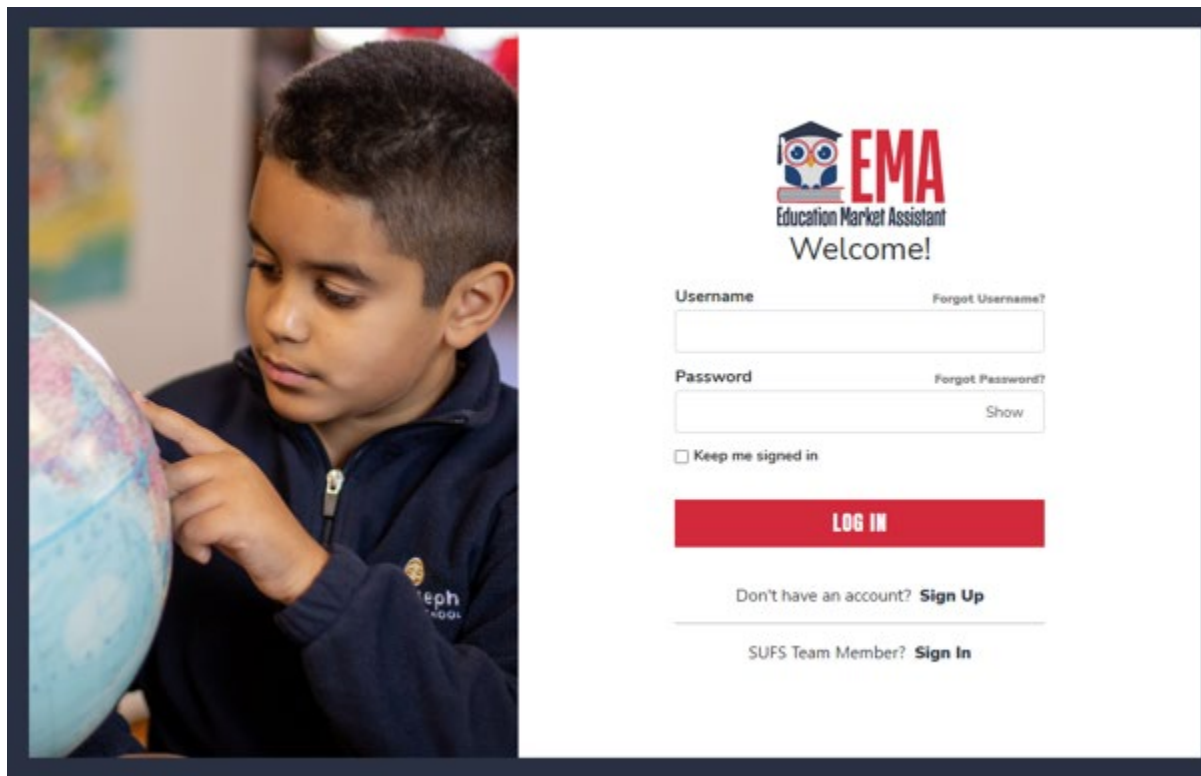 EMA
Education Market Assistant
Welcome!
Username Forgot Username?
Password Forgot Password?
Show
Keep me signed in
LOG IN
Don't have an account? Sign Up
SUFS Team Member? Sign In